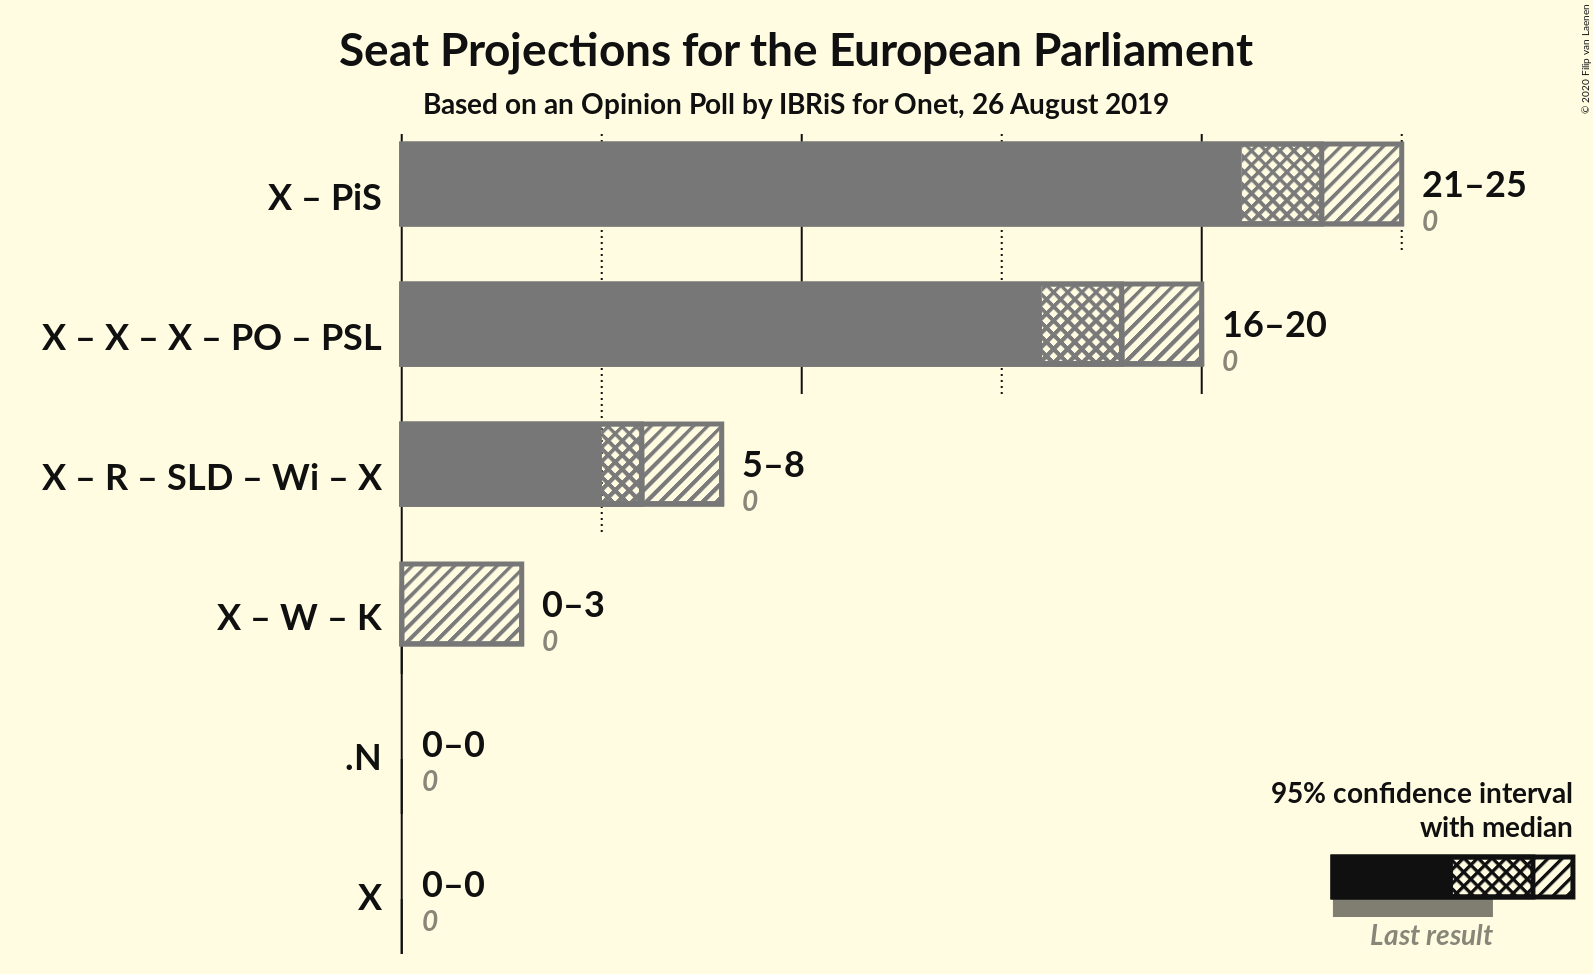 Seat Projections for the European Parliament
Based on an Opinion Poll by IBRiS for Onet, 26 August 2019
© 2020 Filip van Laenen
X – PiS
21–25
0
X – X – X – PO – PSL
16–20
0
X – R – SLD – Wi – X
5–8
0
X – W – K
0–3
0
.N
0–0
0
X
0–0
0
95% confidence interval
with median
Last result